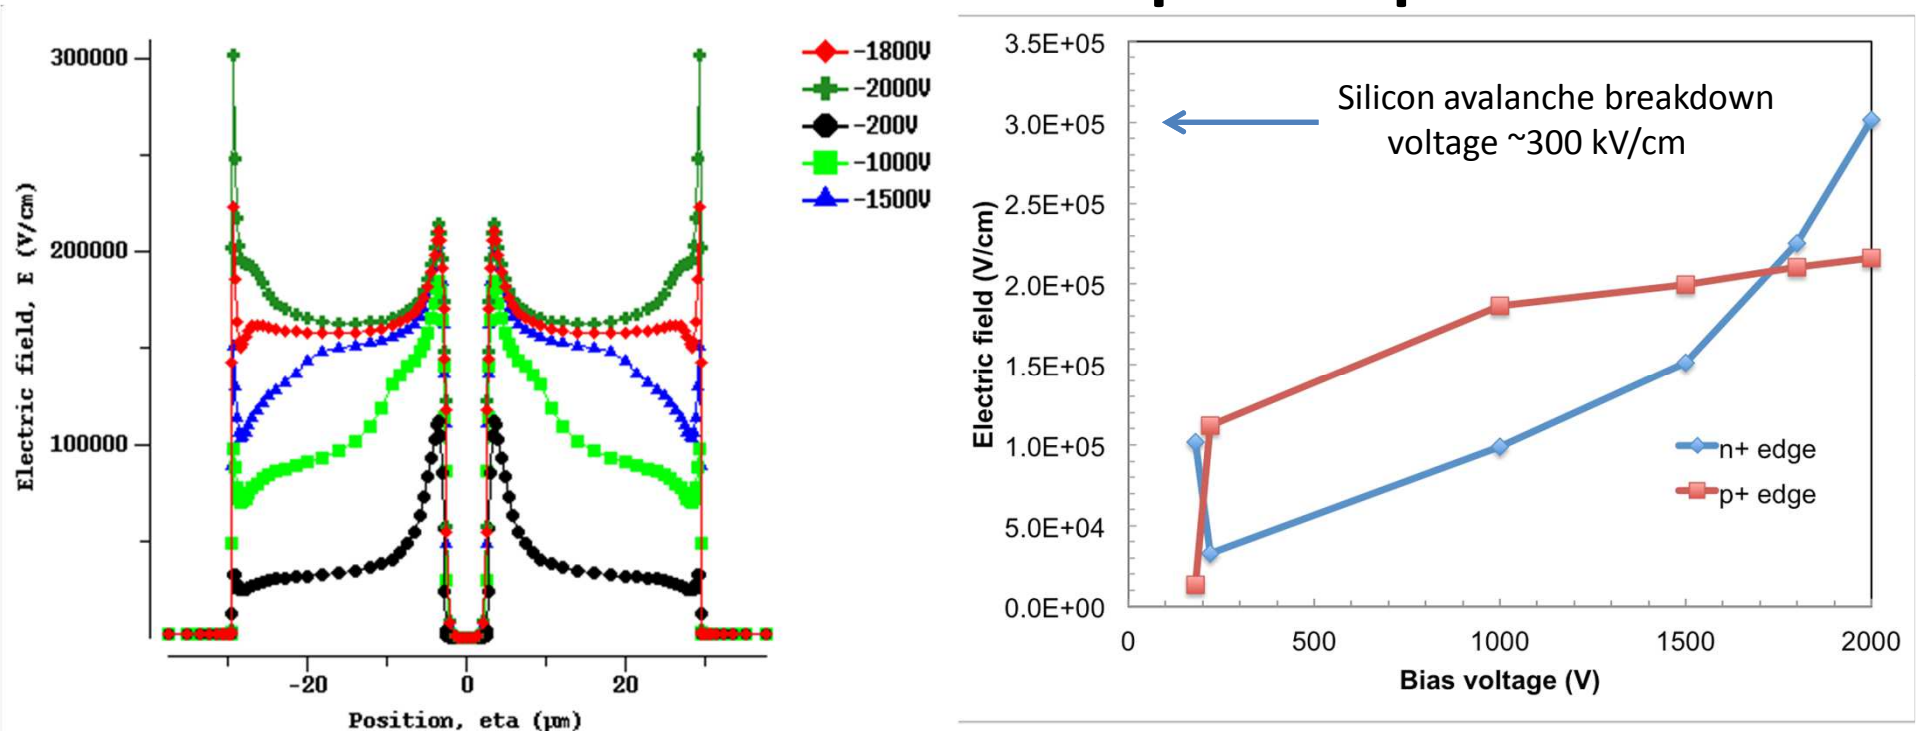 300000
200000
100000
Electric field, E (V/cm)
-20
0
20
Position, eta (µm)
-1800V
-2000V
-200V
-1000V
-1500V
3.5E+05
3.0E+05
2.5E+05
2.0E+05
1.5E+05
1.0E+05
5.0E+04
0.0E+00
Electric field (V/cm)
Silicon avalanche breakdown
voltage ~300 kV/cm
n+ edge
p+ edge
0
500
1000
1500
2000
Bias voltage (V)